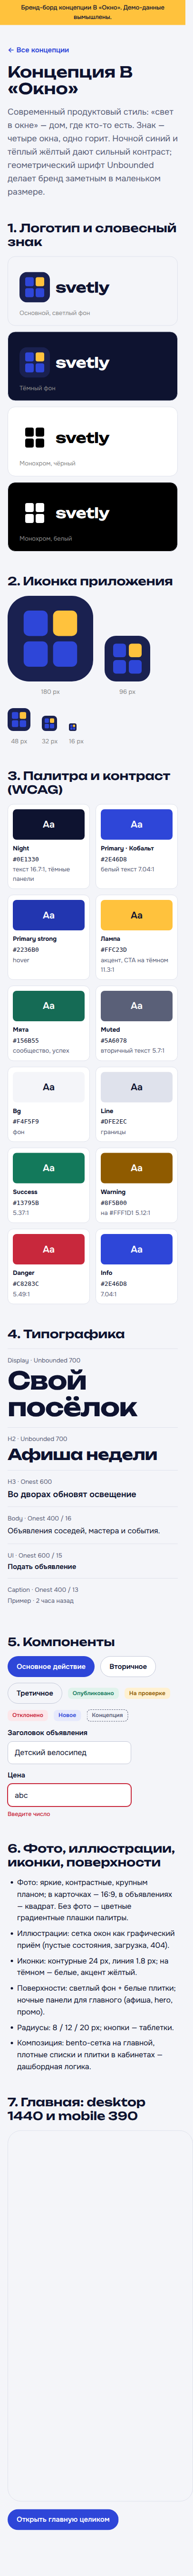 Бренд-борд концепции B «Окно». Демо-данные
вымышлены.
← Все концепции
Концепция B
«Окно»
Современный продуктовый стиль: «свет
в окне» — дом, где кто-то есть. Знак —
четыре окна, одно горит. Ночной синий и
тёплый жёлтый дают сильный контраст;
геометрический шрифт Unbounded
делает бренд заметным в маленьком
размере.
1. Логотип и словесный
знак
svetly
Основной, светлый фон
svetly
Тёмный фон
svetly
Монохром, чёрный
svetly
Монохром, белый
2. Иконка приложения
180 px
96 px
48 px
32 px
16 px
3. Палитра и контраст
(WCAG)
Aa
Night
#0E1330
текст 16.7:1, тёмные
панели
Aa
Primary · Кобальт
#2E46D8
белый текст 7.04:1
Aa
Primary strong
#2236B0
hover
Aa
Лампа
#FFC23D
акцент, CTA на тёмном
11.3:1
Aa
Мята
#156B55
сообщество, успех
Aa
Muted
#5A6078
вторичный текст 5.7:1
Aa
Bg
#F4F5F9
фон
Aa
Line
#DFE2EC
границы
Aa
Success
#13795B
5.37:1
Aa
Warning
#8F5B00
на #FFF1D1 5.12:1
Aa
Danger
#C8283C
5.49:1
Aa
Info
#2E46D8
7.04:1
4. Типографика
Display · Unbounded 700
Свой
посёлок
H2 · Unbounded 700
Афиша недели
H3 · Onest 600
Во дворах обновят освещение
Body · Onest 400 / 16
Объявления соседей, мастера и события.
UI · Onest 600 / 15
Подать объявление
Caption · Onest 400 / 13
Пример · 2 часа назад
5. Компоненты
Основное действие
Вторичное
Третичное
Опубликовано
На проверке
Отклонено
Новое
Концепция
Заголовок объявления
Детский велосипед
Цена
abc
Введите число
6. Фото, иллюстрации,
иконки, поверхности
• Фото: яркие, контрастные, крупным
планом; в карточках — 16:9, в объявлениях
— квадрат. Без фото — цветные
градиентные плашки палитры.
• Иллюстрации: сетка окон как графический
приём (пустые состояния, загрузка, 404).
• Иконки: контурные 24 px, линия 1.8 px; на
тёмном — белые, акцент жёлтый.
• Поверхности: светлый фон + белые плитки;
ночные панели для главного (афиша, hero,
промо).
• Радиусы: 8 / 12 / 20 px; кнопки — таблетки.
• Композиция: bento-сетка на главной,
плотные списки и плитки в кабинетах —
дашбордная логика.
7. Главная: desktop
1440 и mobile 390
Открыть главную целиком